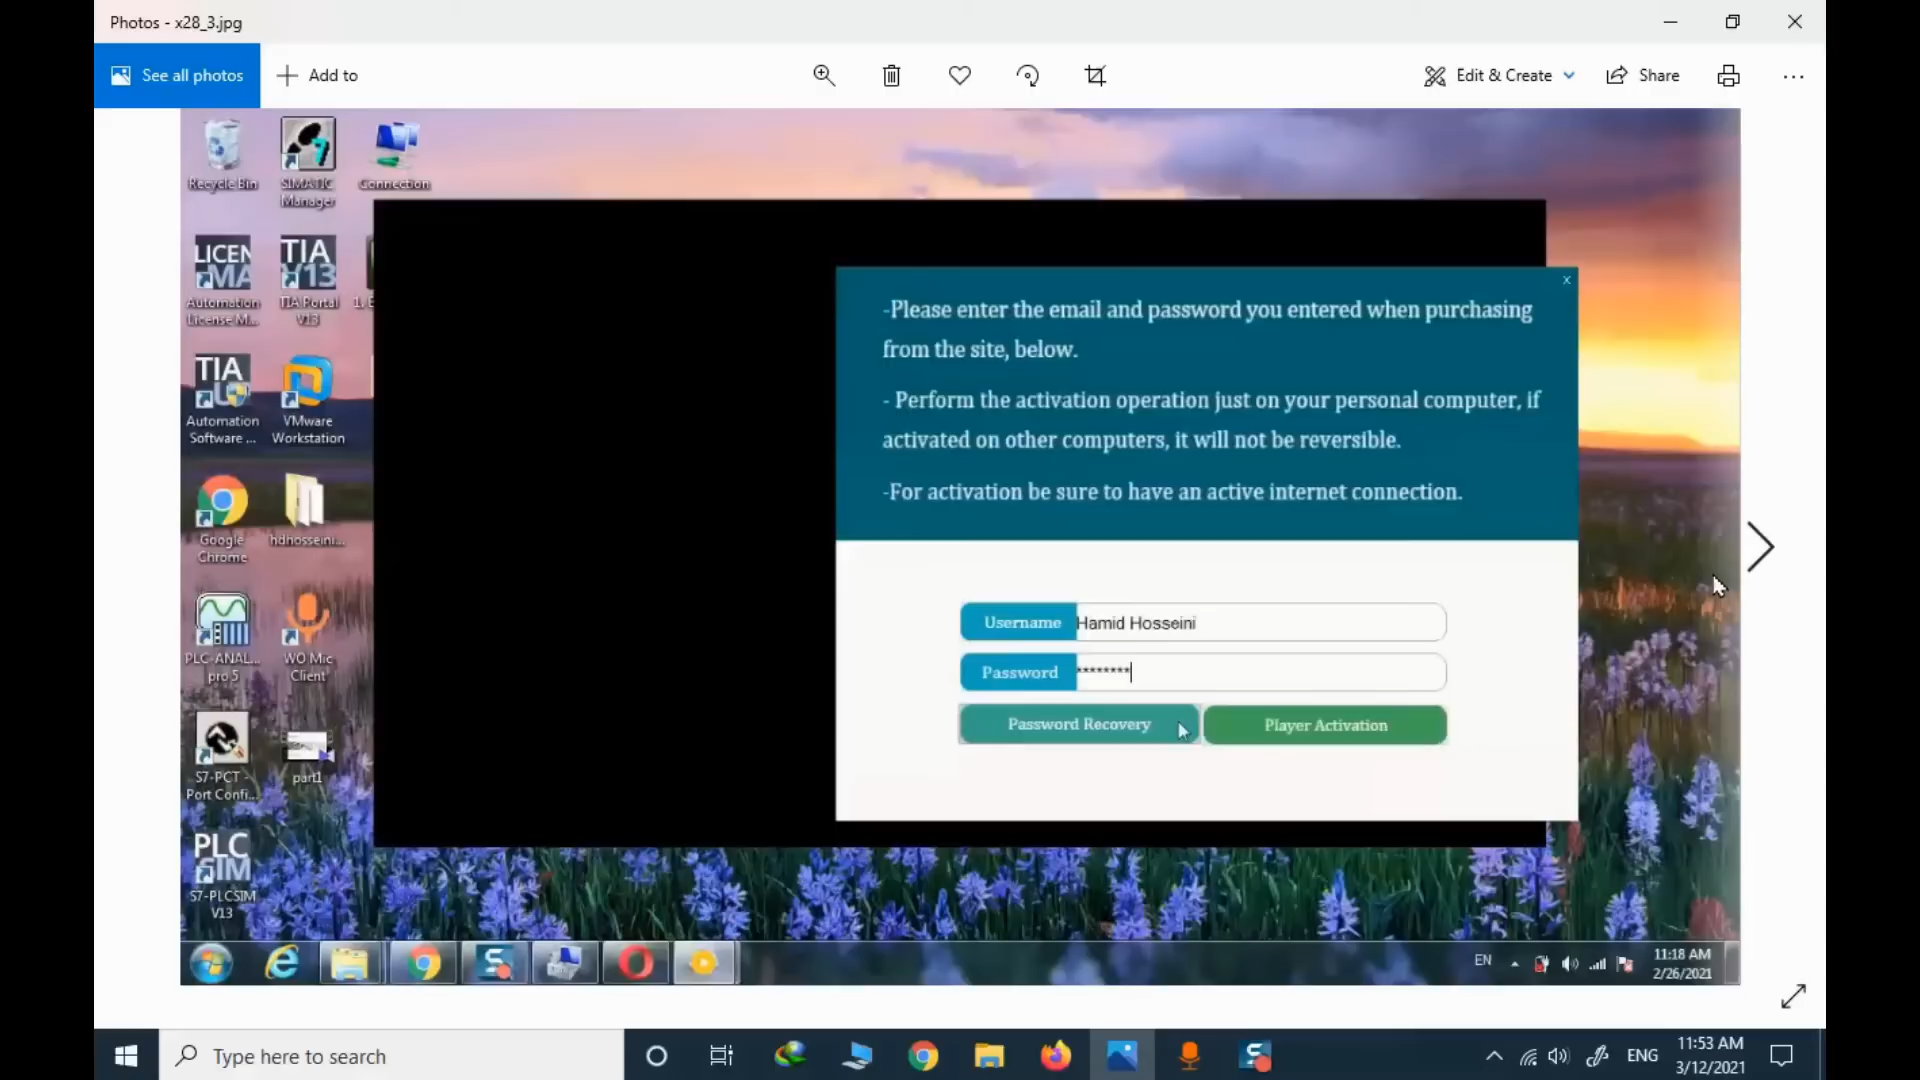 Photos - x28_3.jpg
See all photos
Add to
Edit & Create
Share
Recycle Bin
SIMATIC
Manager
Connection
LICEN
MA
Automation
License M...
TIA
V13
TIA Portal
V13
TIA
Automation
Software ...
VMware
Workstation
Google
Chrome
hdhosseini...
PLC-ANAL...
pro 5
WO Mic
Client
S7-PCT -
Port Confi...
part1
PLC
SIM
S7-PLCSIM
V13
x
-Please enter the email and password you entered when purchasing
from the site, below.
- Perform the activation operation just on your personal computer, if
activated on other computers, it will not be reversible.
-For activation be sure to have an active internet connection.
Username
Hamid Hosseini
Password
********
Password Recovery
Player Activation
EN
11:18 AM
2/26/2021
Type here to search
ENG
11:53 AM
3/12/2021